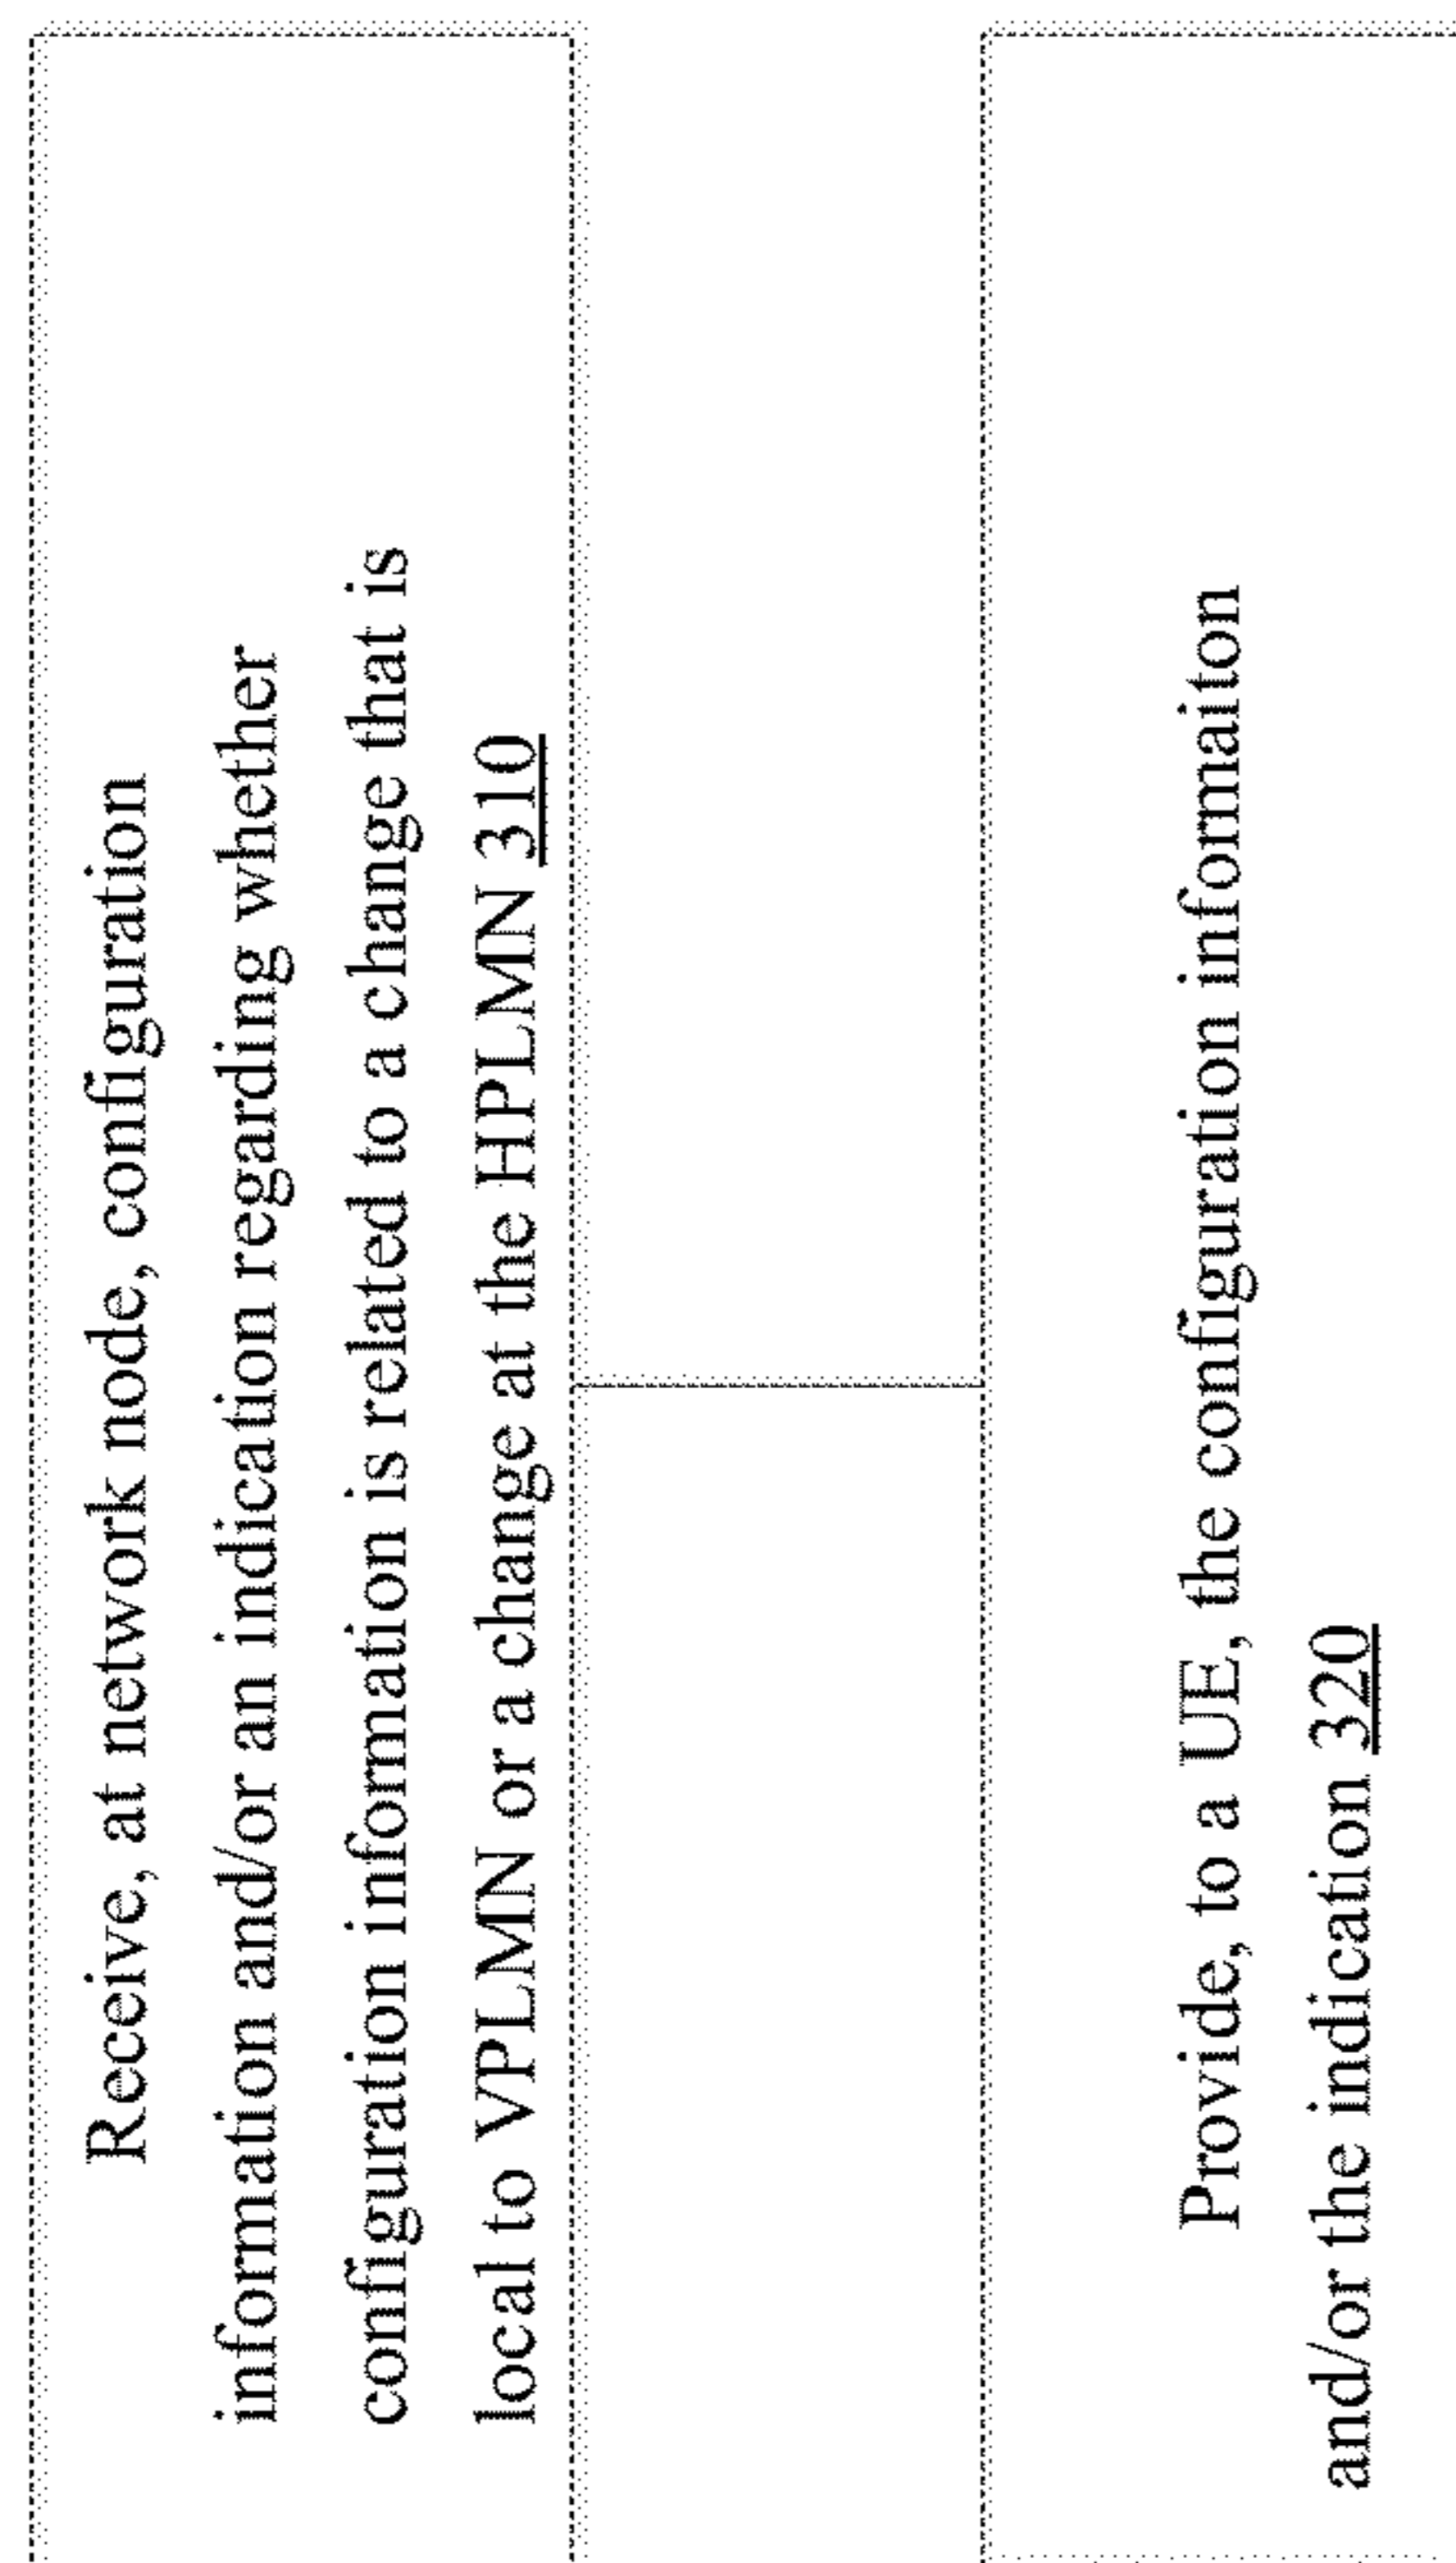 Receive, at network node, configuration
information and/or an indication regarding whether
configuration information is related to a change that is
local to VPLMN or a change at the HPLMN 310
Provide, to a UE, the configuration informaiton
and/or the indication 320